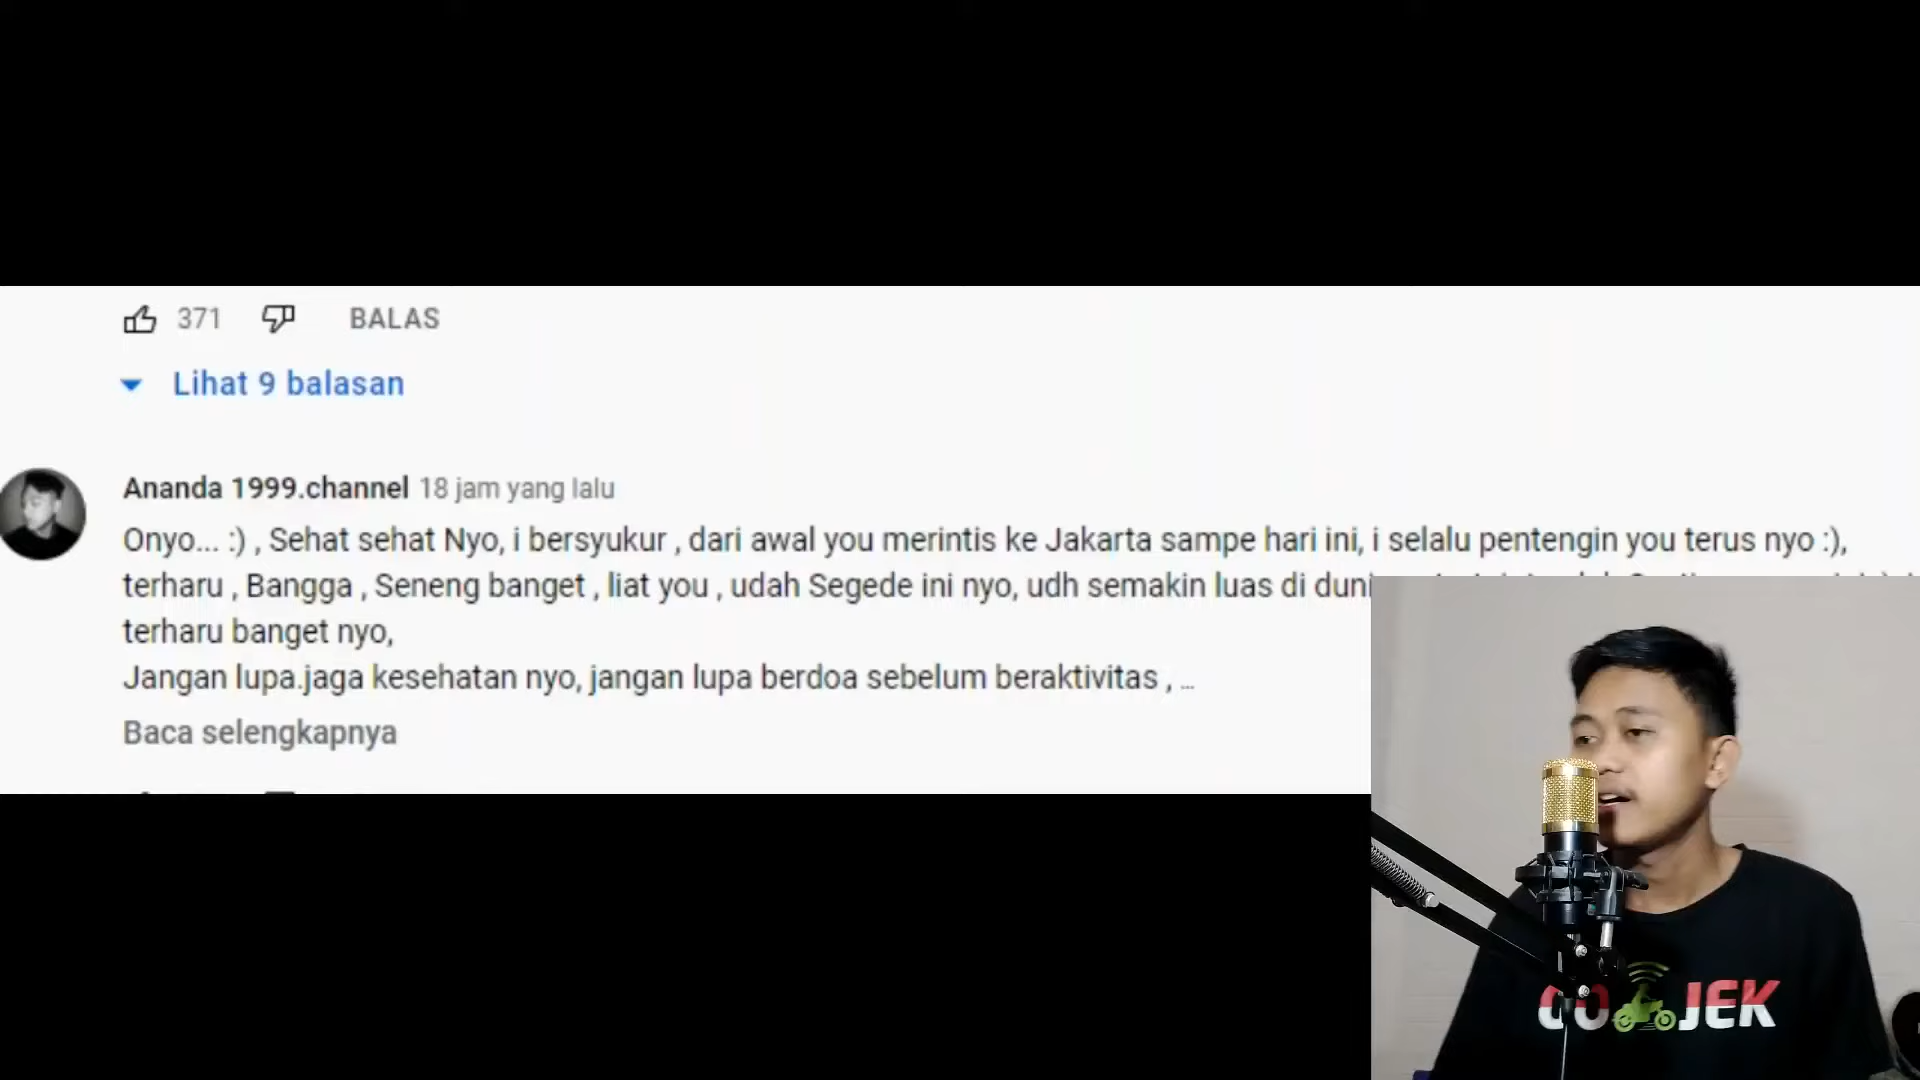 371 BALAS
Lihat 9 balasan
Ananda 1999.channel 18 jam yang lalu
Onyo... :) , Sehat sehat Nyo, i bersyukur , dari awal you merintis ke Jakarta sampe hari ini, i selalu pentengin you terus nyo :),
terharu , Bangga , Seneng banget , liat you , udah Segede ini nyo, udh semakin luas di
terharu banget nyo,
Jangan lupa.jaga kesehatan nyo, jangan lupa berdoa sebelum beraktivitas , ...
Baca selengkapnya
JEK